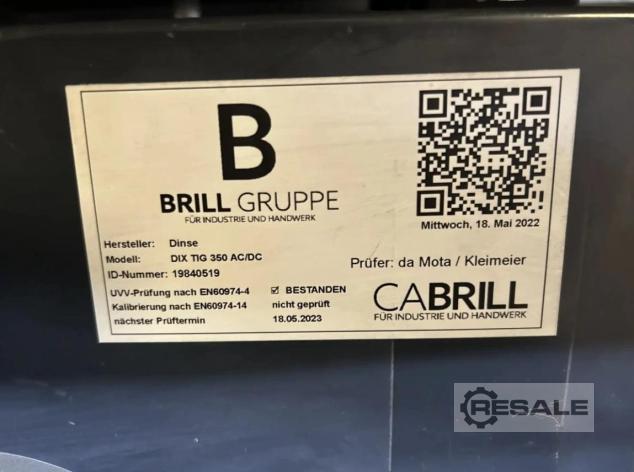 B
BRILL GRUPPE
FÜR INDUSTRIE UND HANDWERK
Mittwoch, 18. Mai 2022
Hersteller: Dinse
Modell: DIX TIG 350 AC/DC
ID-Nummer: 19840519
Prüfer: da Mota / Kleimeier
UVV-Prüfung nach EN60974-4 ☑ BESTANDEN
Kalibrierung nach EN60974-14 nicht geprüft
nächster Prüftermin 18.05.2023
CABRILL
FÜR INDUSTRIE UND HANDWERK
RESALE